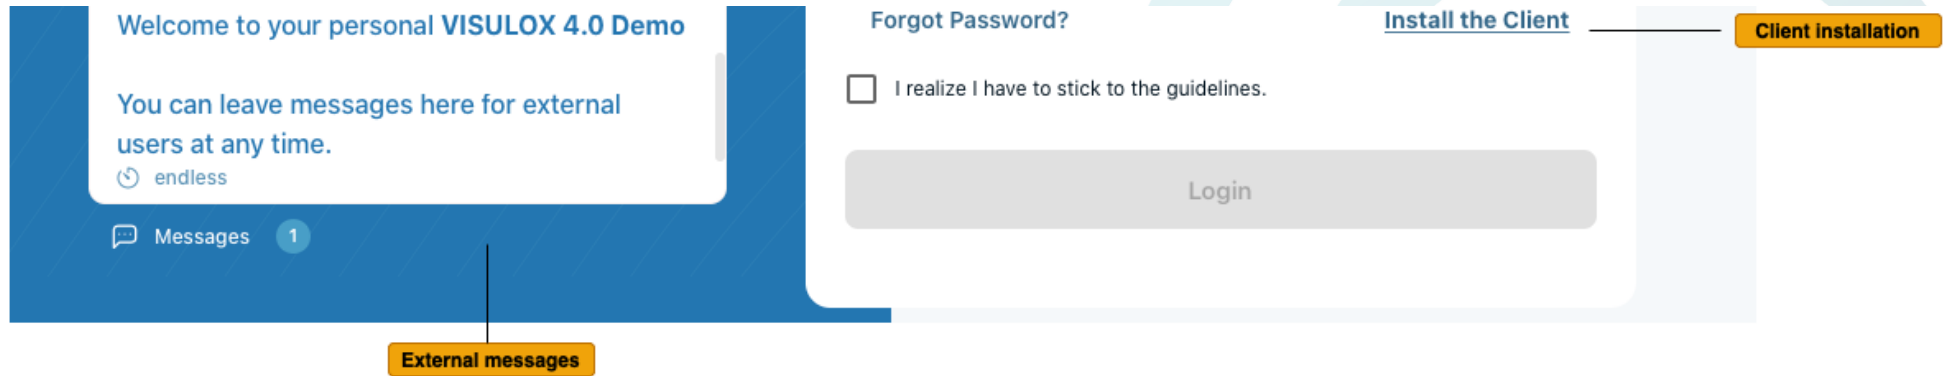 Welcome to your personal VISULOX 4.0 Demo
You can leave messages here for external
users at any time.
endless
Messages 1
External messages
Forgot Password?
Install the Client
Client installation
I realize I have to stick to the guidelines.
Login